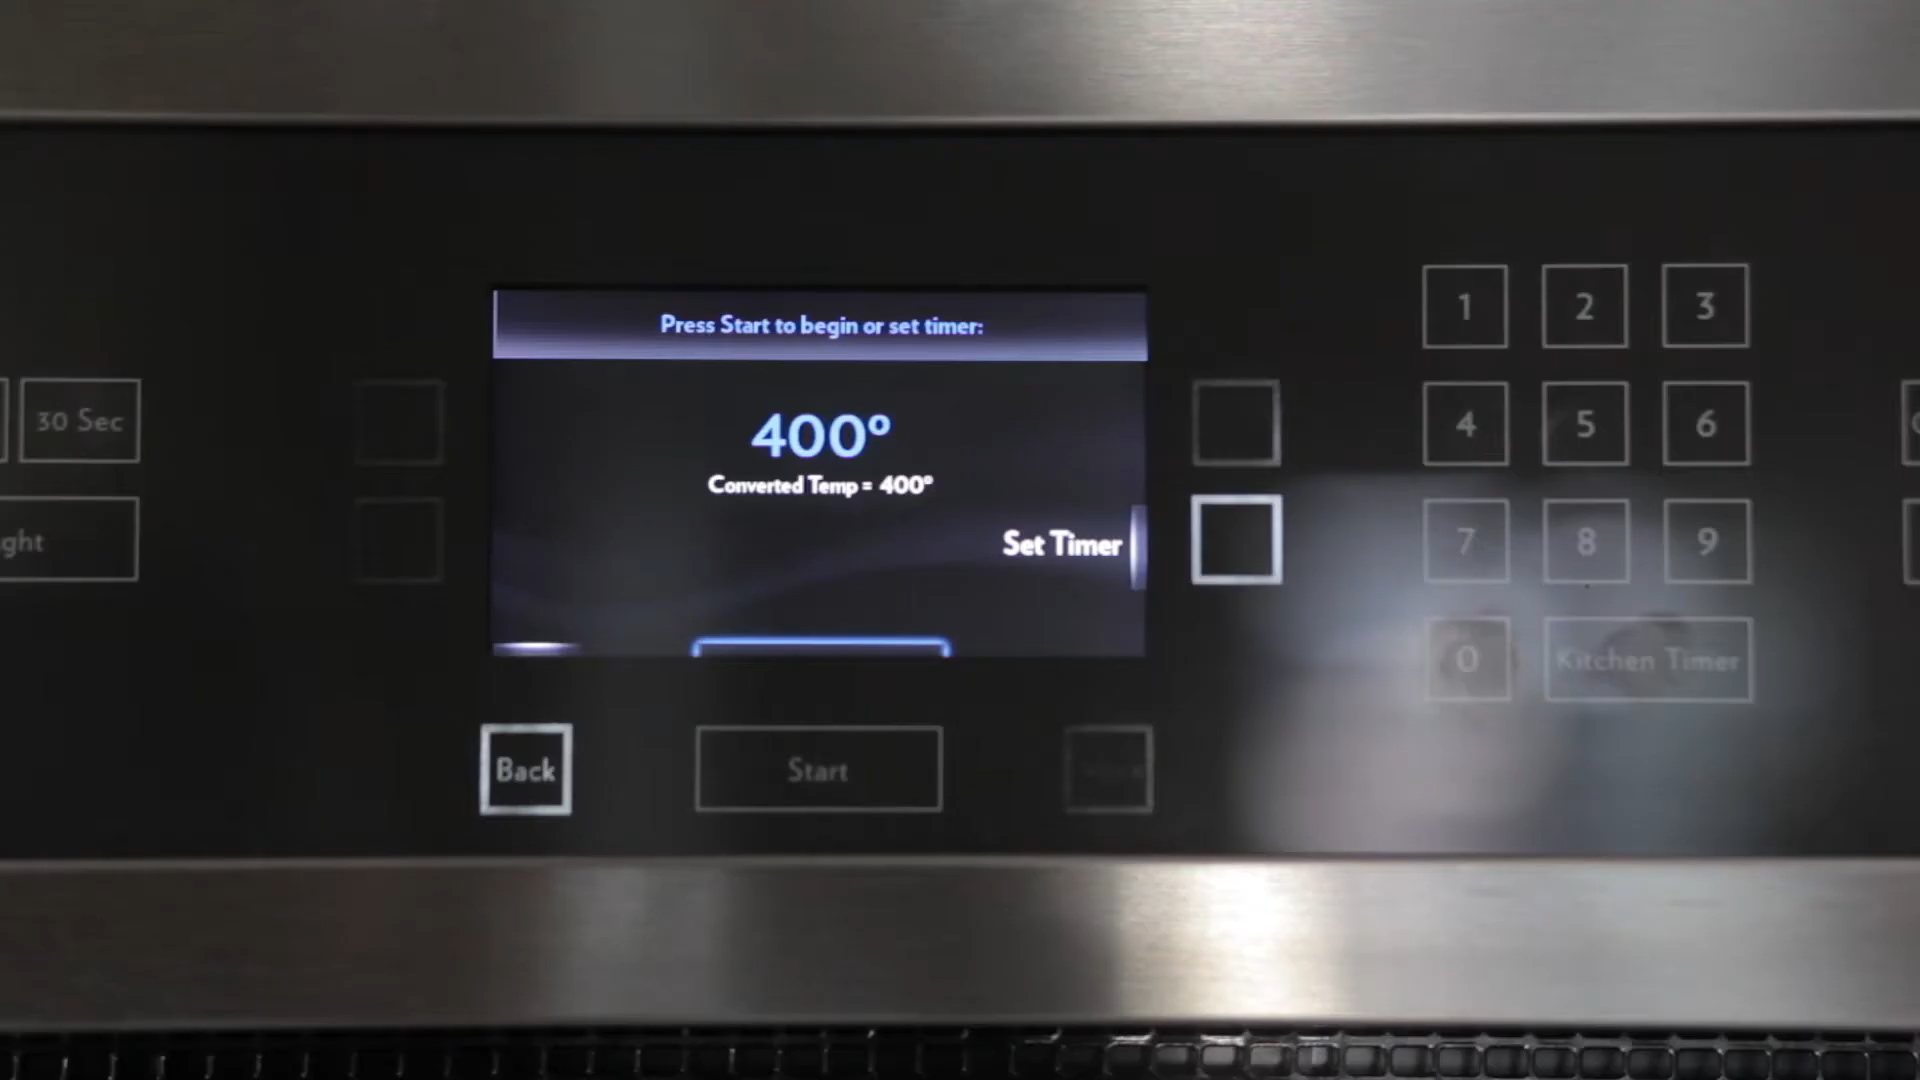 Press Start to begin or set timer:
400°
Converted Temp = 400°
Set Timer
30 Sec
ght
Back
Start
1 2 3
4 5 6
7 8 9
0 Kitchen Timer